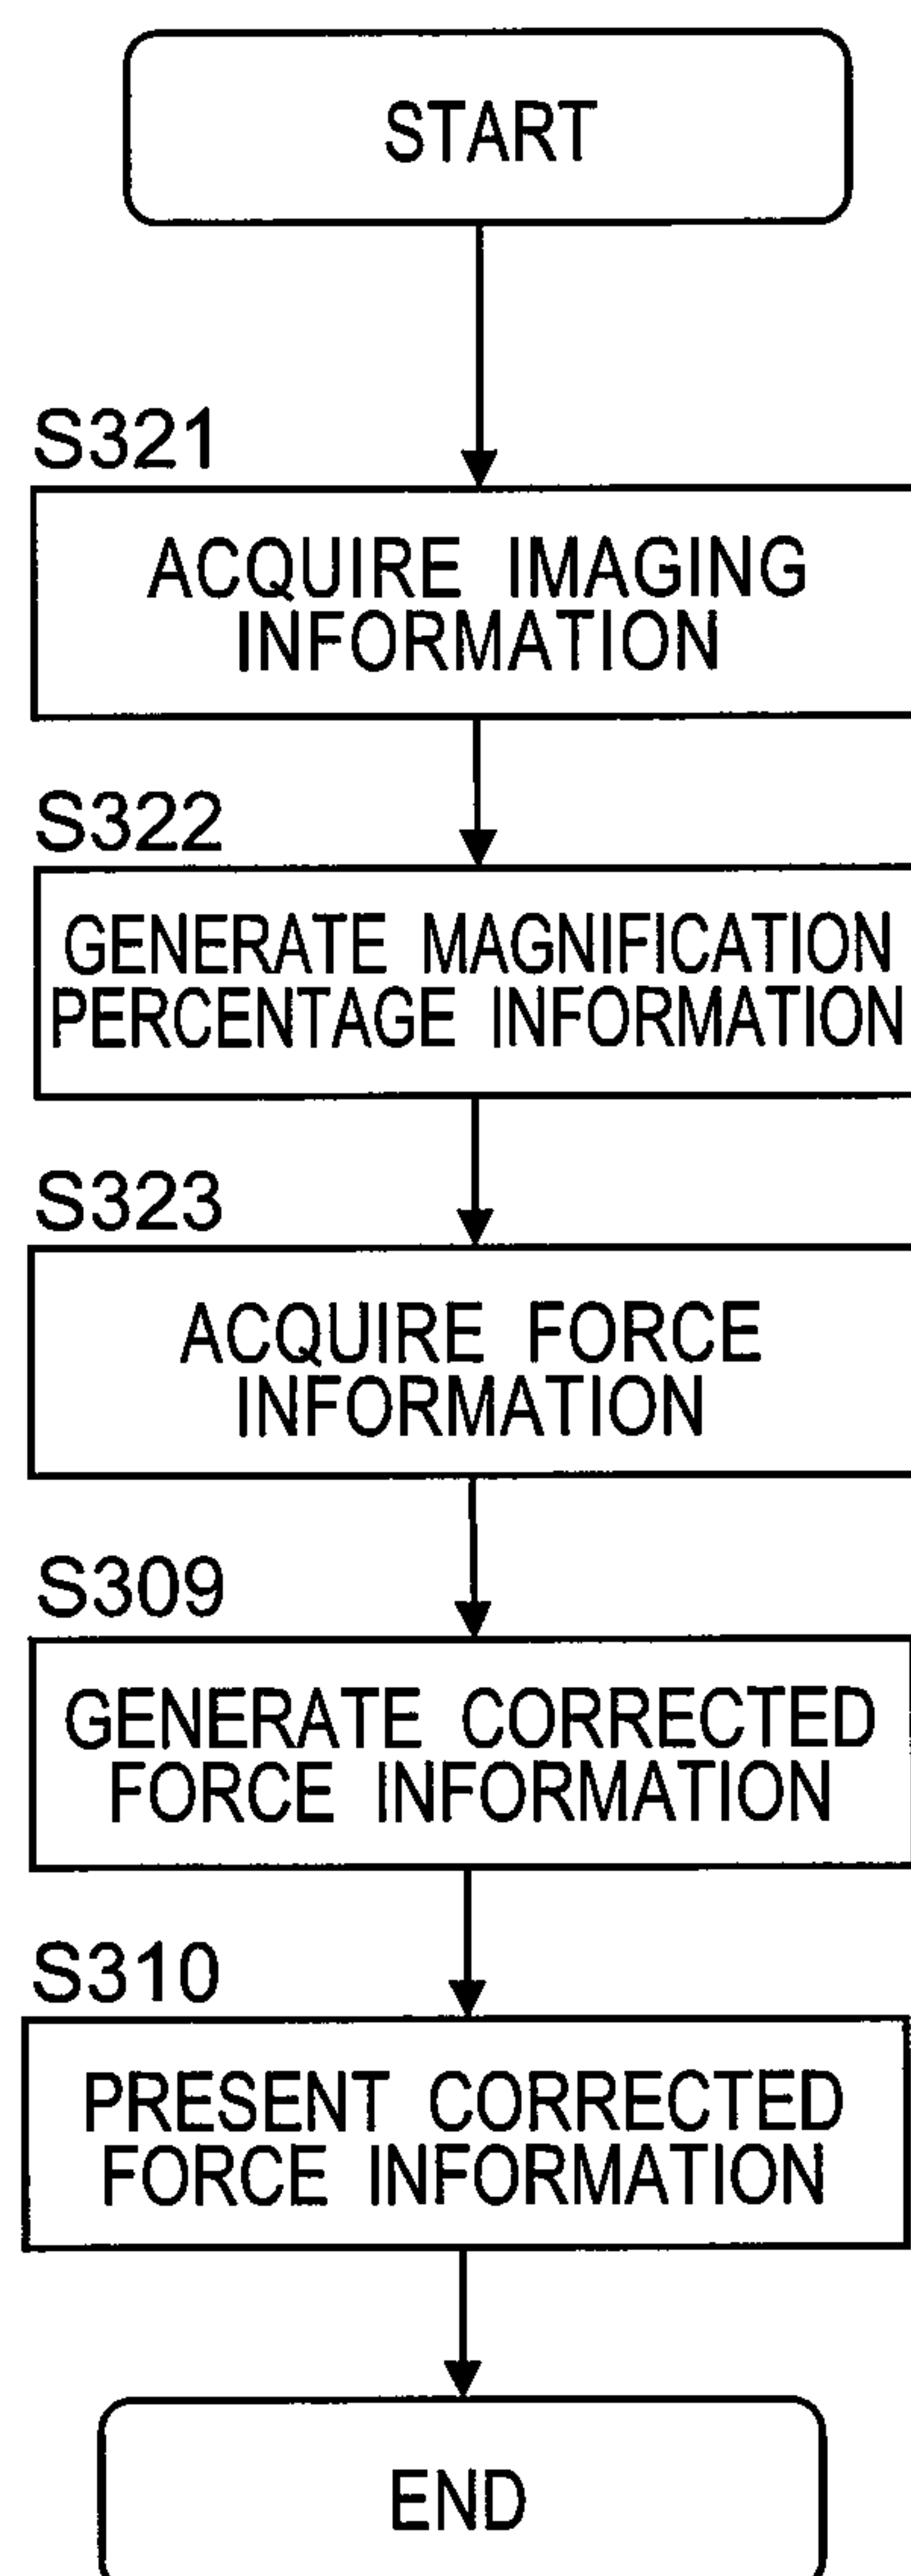 START
S321
ACQUIRE IMAGING
INFORMATION
S322
GENERATE MAGNIFICATION
PERCENTAGE INFORMATION
S323
ACQUIRE FORCE
INFORMATION
S309
GENERATE CORRECTED
FORCE INFORMATION
S310
PRESENT CORRECTED
FORCE INFORMATION
END